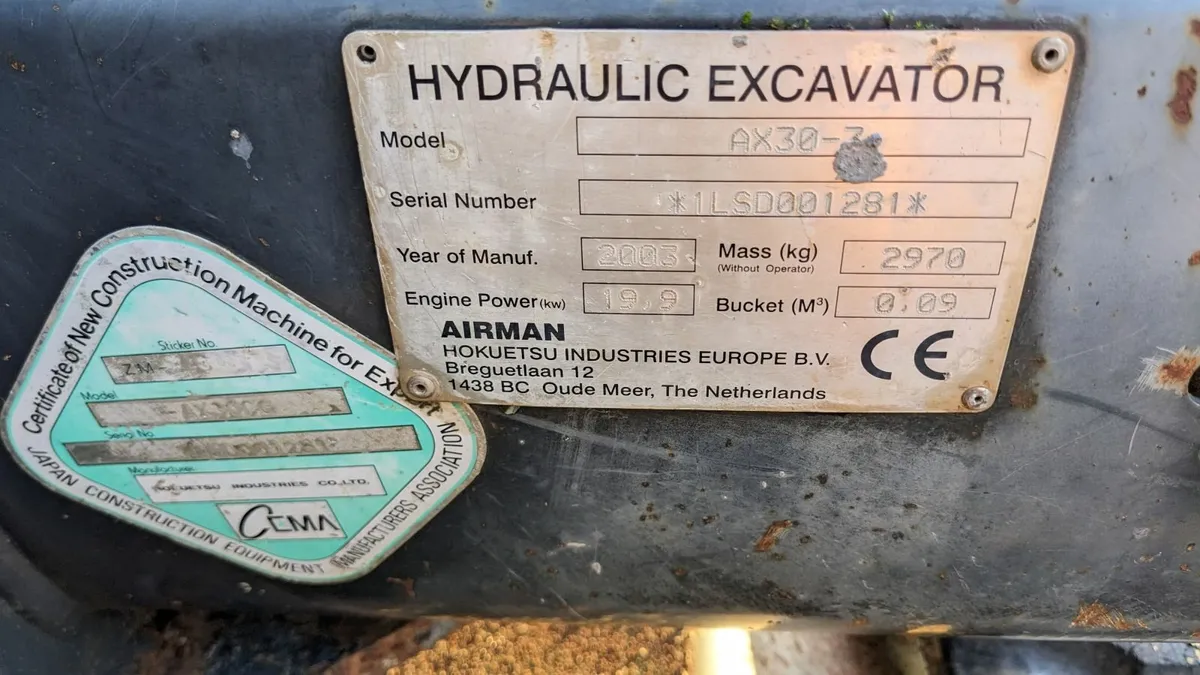 HYDRAULIC EXCAVATOR
Model AX30-3
Serial Number *1LSD001281*
Year of Manuf. 2003 Mass (kg) 2970
(Without Operator)
Engine Power (kw) 19.9 Bucket (M³) 0.09
AIRMAN
HOKUETSU INDUSTRIES EUROPE B.V.
Breguetlaan 12
1438 BC Oude Meer, The Netherlands
CE
Certificate of New Construction Machine for Export
Sticker No.
ZM-
Model
Serial No.
Manufacturer
HOKUETSU INDUSTRIES CO.,LTD.
CEMA
JAPAN CONSTRUCTION EQUIPMENT MANUFACTURERS ASSOCIATION